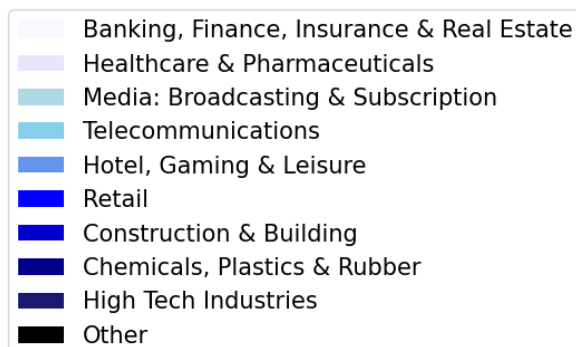 Banking, Finance, Insurance & Real Estate
Healthcare & Pharmaceuticals
Media: Broadcasting & Subscription
Telecommunications
Hotel, Gaming & Leisure
Retail
Construction & Building
Chemicals, Plastics & Rubber
High Tech Industries
Other